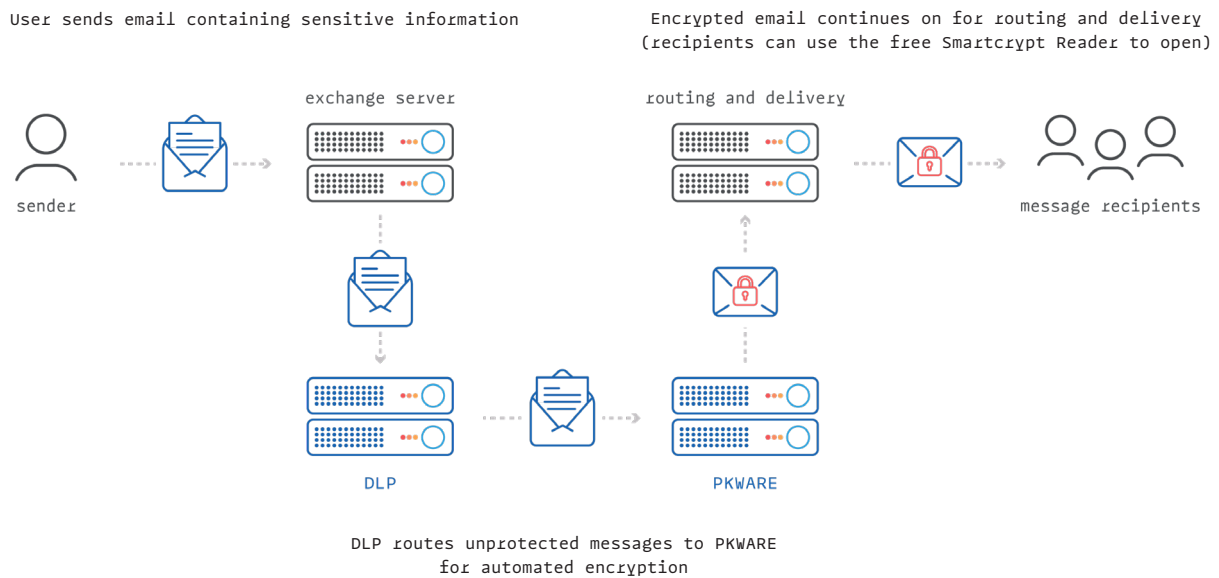 User sends email containing sensitive information
Encrypted email continues on for routing and delivery
(recipients can use the free Smartcrypt Reader to open)
exchange server
routing and delivery
sender
message recipients
DLP
PKWARE
DLP routes unprotected messages to PKWARE
for automated encryption